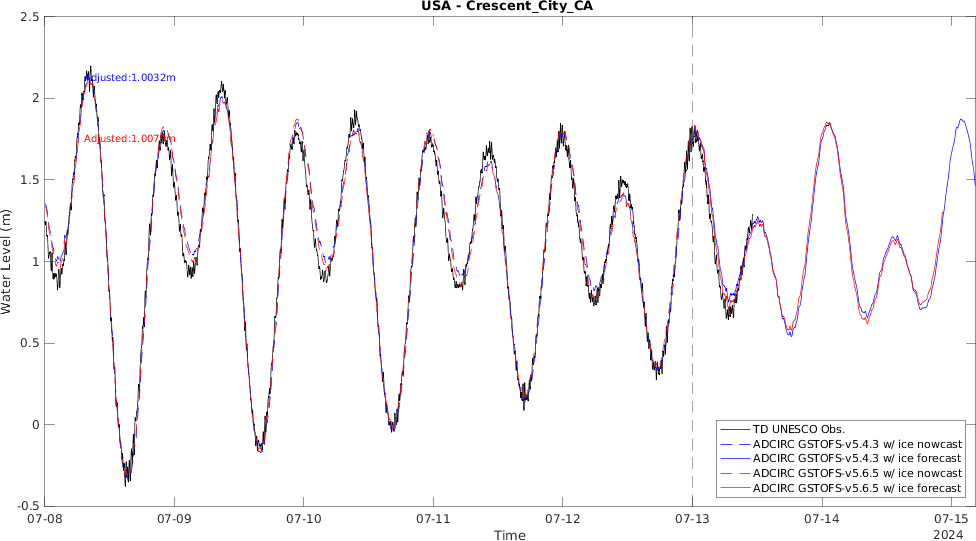 USA - Crescent_City_CA
2.5
2
1.5
1
0.5
0
-0.5
Water Level (m)
Adjusted:1.0032m
07-08
07-09
07-10
07-11
07-12
07-13
07-14
07-15
2024
Time
TD UNESCO Obs.
ADCIRC GSTOFS-v5.4.3 w/ ice nowcast
ADCIRC GSTOFS-v5.4.3 w/ ice forecast
ADCIRC GSTOFS-v5.6.5 w/ ice nowcast
ADCIRC GSTOFS-v5.6.5 w/ ice forecast